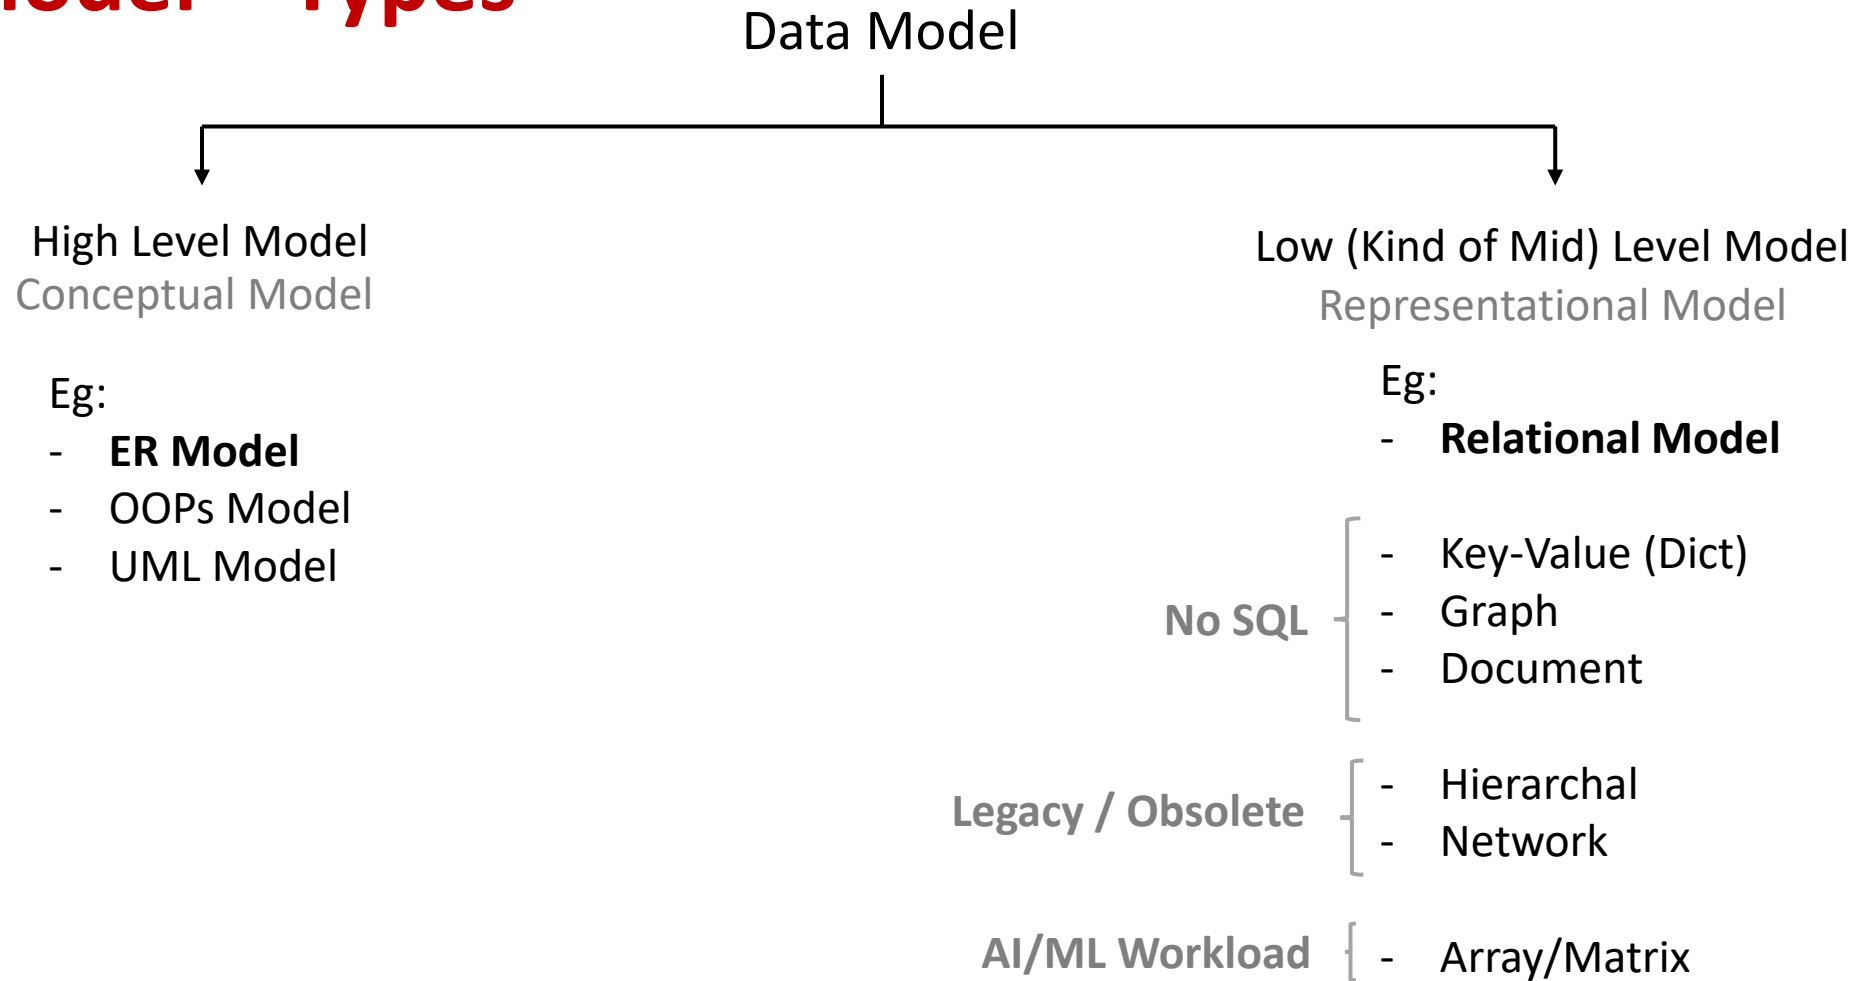 Types
Data Model
High Level Model
Conceptual Model
Eg:
- ER Model
- OOPs Model
- UML Model
Low (Kind of Mid) Level Model
Representational Model
Eg:
- Relational Model
No SQL
- Key-Value (Dict)
- Graph
- Document
Legacy / Obsolete
- Hierarchal
- Network
AI/ML Workload
- Array/Matrix